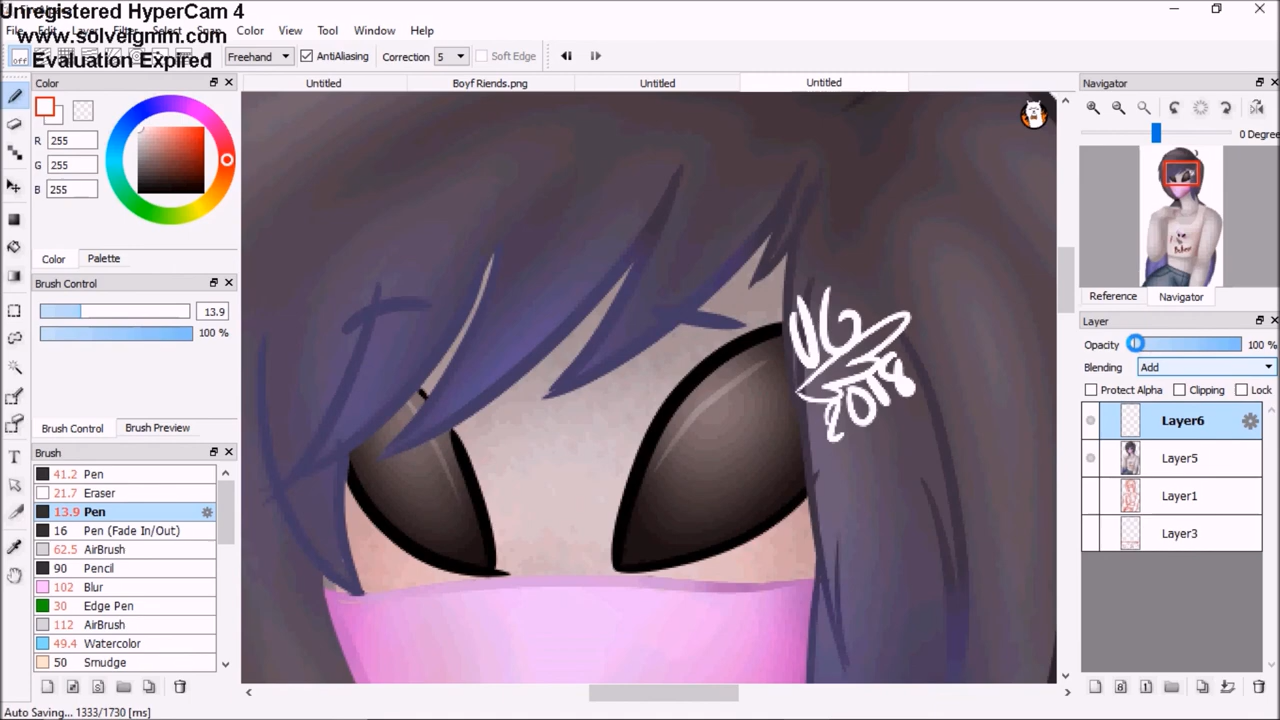 Unregistered HyperCam 4
www.solveigmm.com
Evaluation Expired
Color View Tool Window Help
off Freehand AntiAliasing Correction 5 Soft Edge
Color
Untitled Boyf Riends.png Untitled Untitled
Navigator
R 255
G 255
B 255
0 Degree
Color Palette
Brush Control
13.9
100 %
Brush Control Brush Preview
Brush
41.2 Pen
21.7 Eraser
13.9 Pen
16 Pen (Fade In/Out)
62.5 AirBrush
90 Pencil
102 Blur
30 Edge Pen
112 AirBrush
49.4 Watercolor
50 Smudge
2018
Reference Navigator
Layer
Opacity 100 %
Blending Add
Protect Alpha Clipping Lock
Layer6
Layer5
Layer1
Layer3
Auto Saving... 1333/1730 [ms]